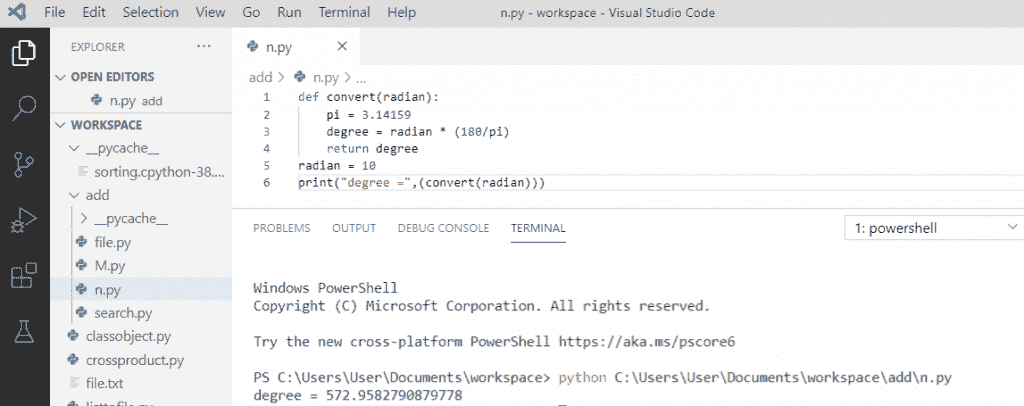 File Edit Selection View Go Run Terminal Help n.py - workspace - Visual Studio Code
EXPLORER ...
n.py ×
OPEN EDITORS
n.py add
add > n.py > ...
WORKSPACE
__pycache__
sorting.cpython-38....
add
__pycache__
file.py
M.py
n.py
search.py
classobject.py
crossproduct.py
file.txt
1 def convert(radian):
2     pi = 3.14159
3     degree = radian * (180/pi)
4     return degree
5 radian = 10
6 print("degree =",(convert(radian)))
PROBLEMS OUTPUT DEBUG CONSOLE TERMINAL 1: powershell
Windows PowerShell
Copyright (C) Microsoft Corporation. All rights reserved.
Try the new cross-platform PowerShell https://aka.ms/pscore6
PS C:\Users\User\Documents\workspace> python C:\Users\User\Documents\workspace\add\n.py
degree = 572.9582790879778